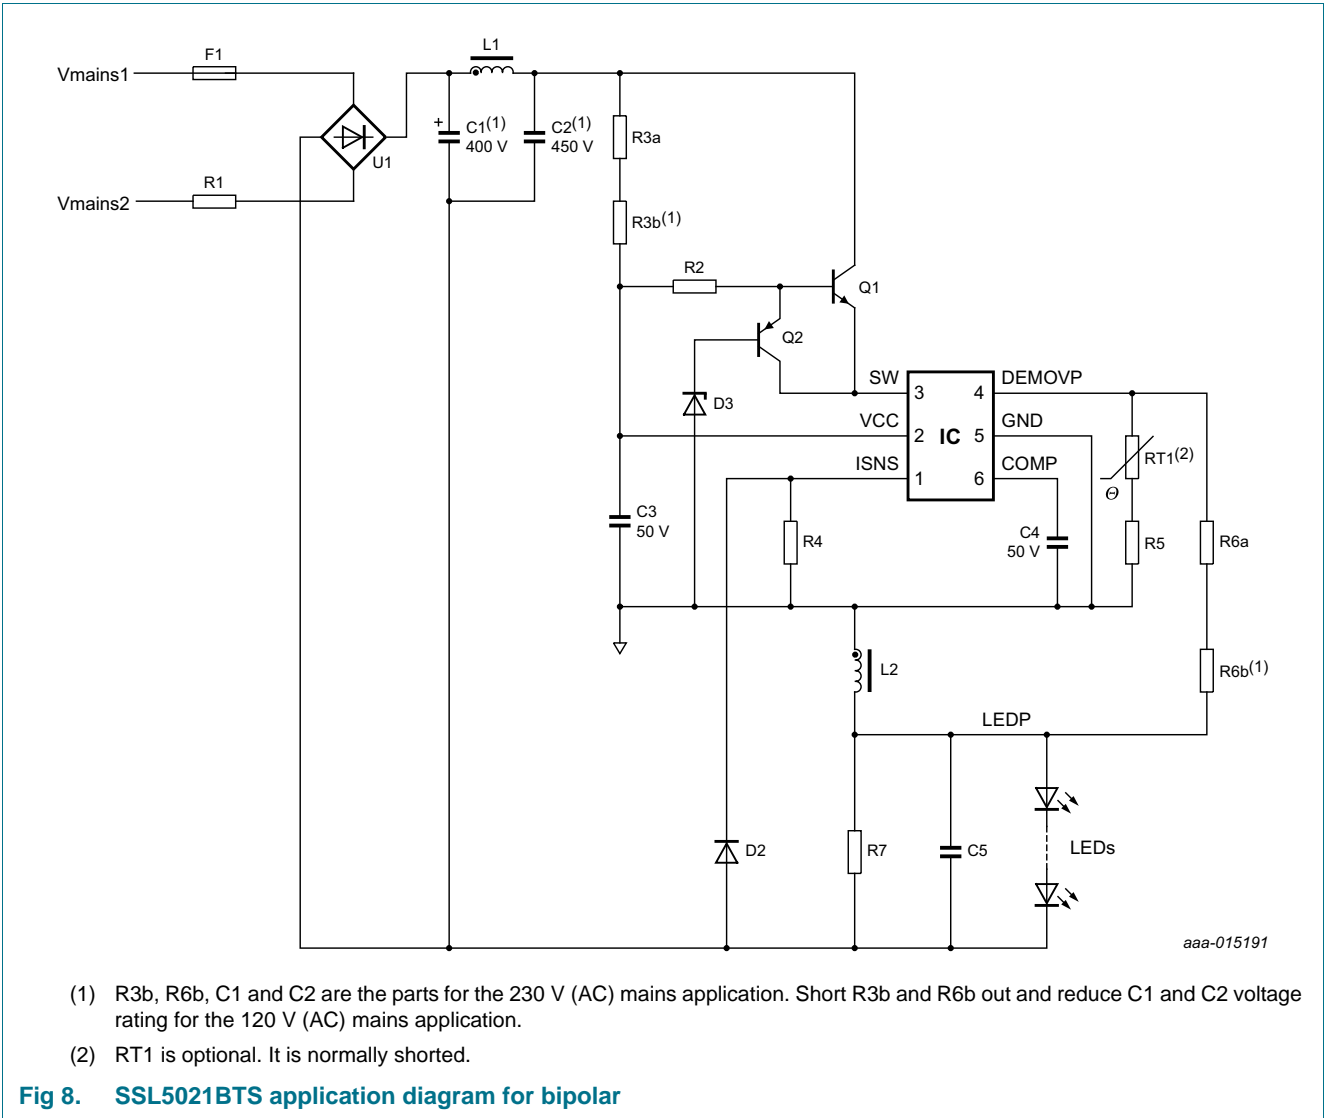 L1
F1
Vmains1
+
C1(1)
400 V
C2(1)
450 V
R3a
U1
R1
Vmains2
R3b(1)
R2
Q1
Q2
SW
DEMOVP
3
4
D3
VCC
GND
2
IC
5
RT1(2)
ISNS
COMP
1
6
Θ
C3
50 V
R4
C4
50 V
R5
R6a
L2
R6b(1)
LEDP
D2
R7
C5
LEDs
aaa-015191
(1) R3b, R6b, C1 and C2 are the parts for the 230 V (AC) mains application. Short R3b and R6b out and reduce C1 and C2 voltage
rating for the 120 V (AC) mains application.
(2) RT1 is optional. It is normally shorted.
Fig 8. SSL5021BTS application diagram for bipolar